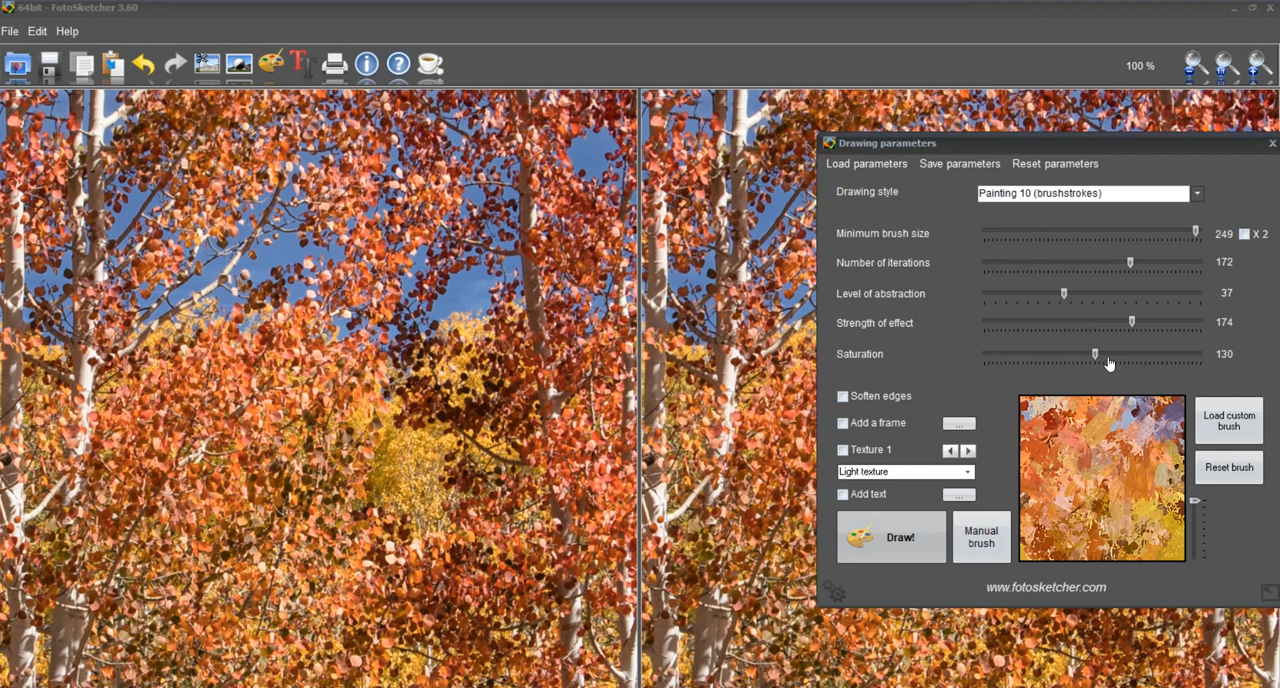 64bit - FotoSketcher 3.60
File Edit Help
100 %
Drawing parameters
Load parameters Save parameters Reset parameters
Drawing style Painting 10 (brushstrokes)
Minimum brush size 249 X 2
Number of iterations 172
Level of abstraction 37
Strength of effect 174
Saturation 130
Soften edges
Add a frame ...
Texture 1
Light texture
Add text ...
Load custom
brush
Reset brush
Draw!
Manual
brush
www.fotosketcher.com